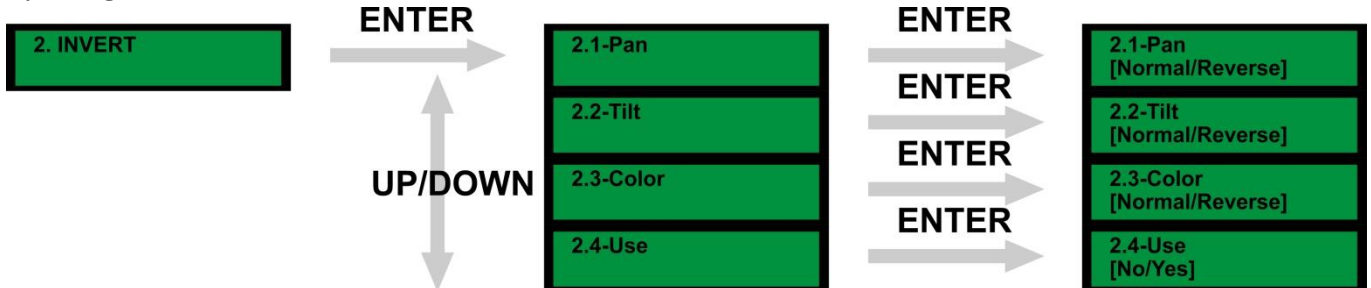 2. INVERT
ENTER
UP/DOWN
2.1-Pan
2.2-Tilt
2.3-Color
2.4-Use
ENTER
ENTER
ENTER
ENTER
2.1-Pan
[Normal/Reverse]
2.2-Tilt
[Normal/Reverse]
2.3-Color
[Normal/Reverse]
2.4-Use
[No/Yes]